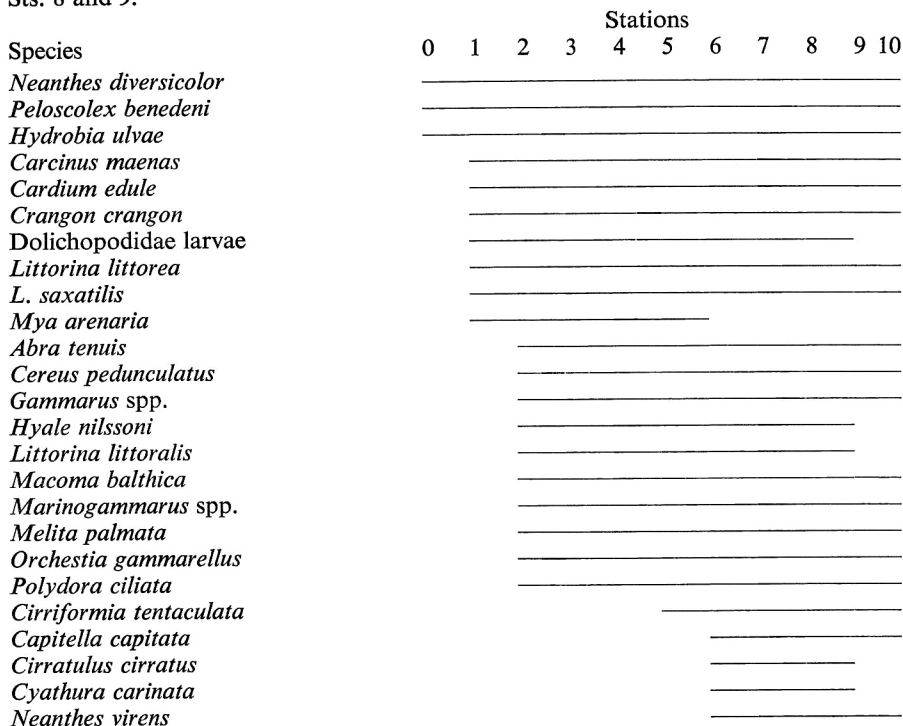 Sts. 8 and 9.
Stations
Species 0 1 2 3 4 5 6 7 8 9 10
Neanthes diversicolor
Peloscolex benedeni
Hydrobia ulvae
Carcinus maenas
Cardium edule
Crangon crangon
Dolichopodidae larvae
Littorina littorea
L. saxatilis
Mya arenaria
Abra tenuis
Cereus pedunculatus
Gammarus spp.
Hyale nilssoni
Littorina littoralis
Macoma balthica
Marinogammarus spp.
Melita palmata
Orchestia gammarellus
Polydora ciliata
Cirriformia tentaculata
Capitella capitata
Cirratulus cirratus
Cyathura carinata
Neanthes virens